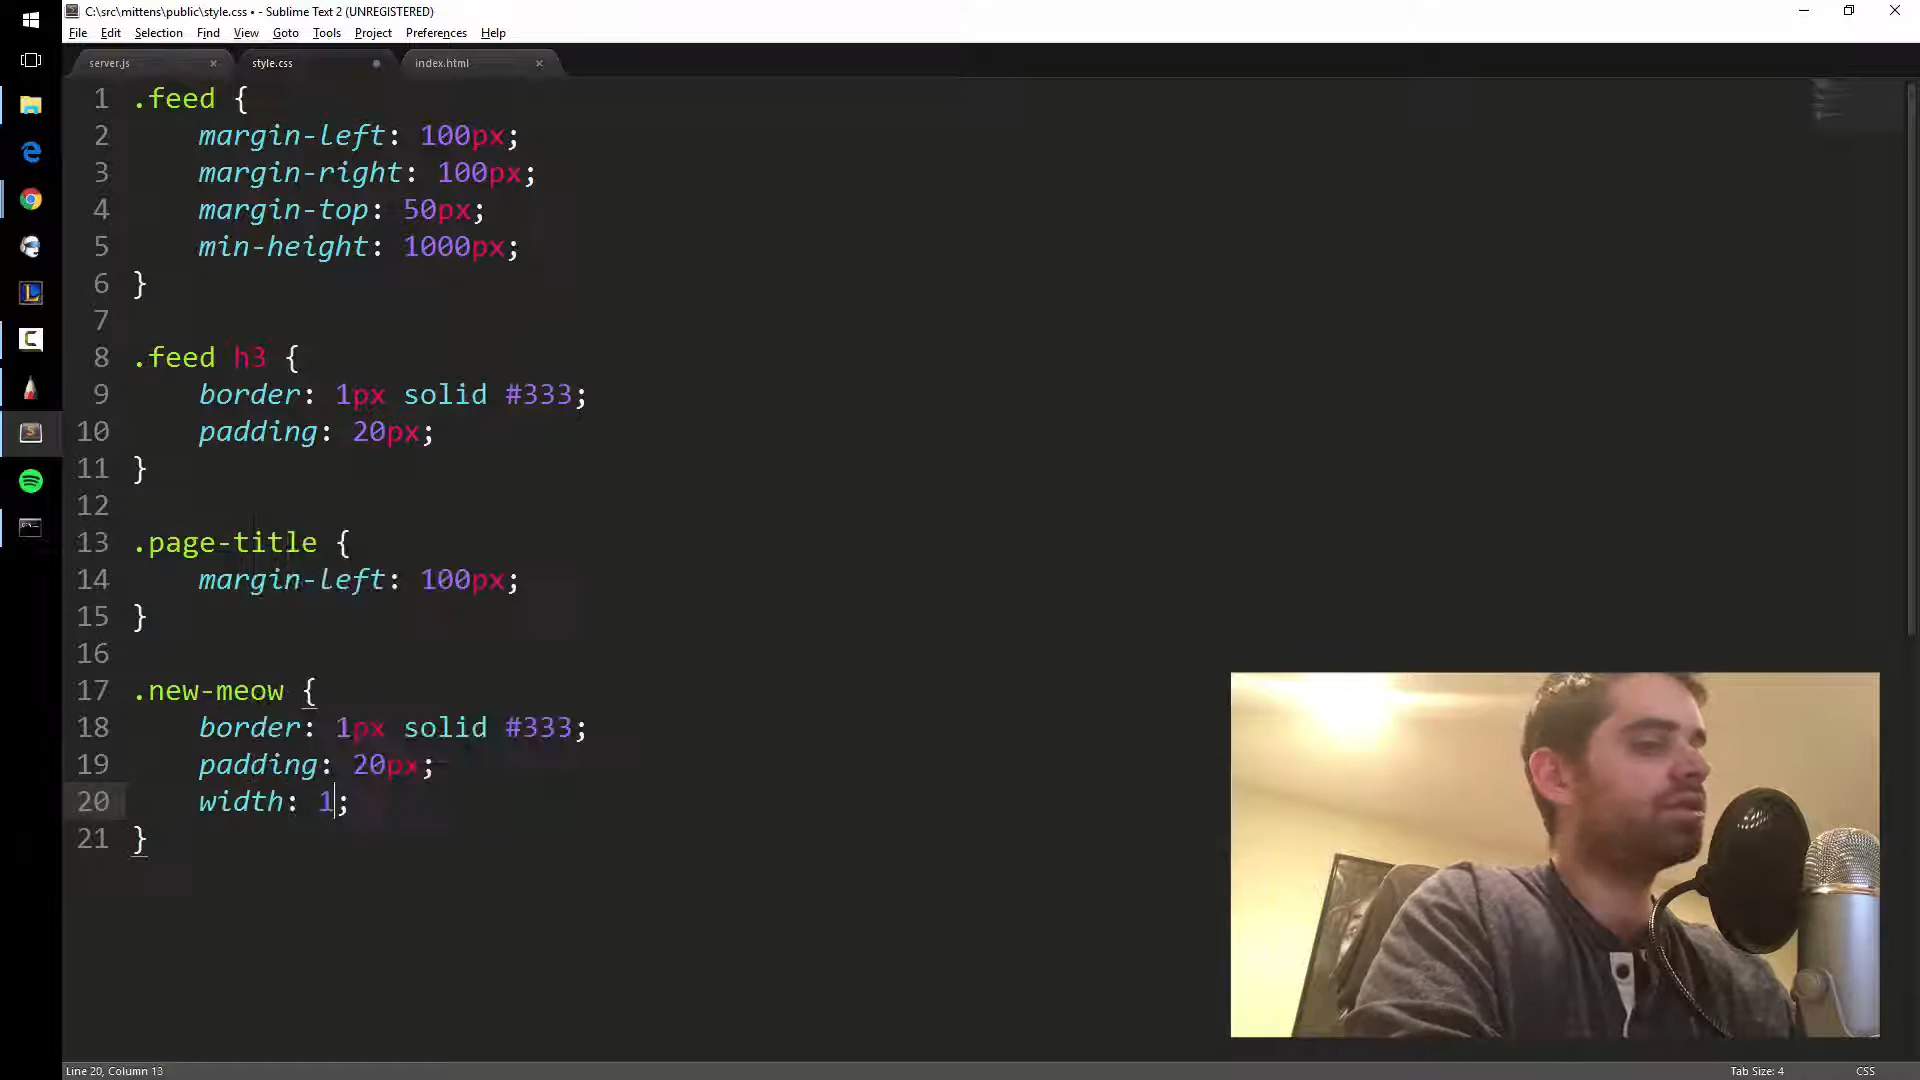 C:\src\mittens\public\style.css • - Sublime Text 2 (UNREGISTERED)
File Edit Selection Find View Goto Tools Project Preferences Help
server.js × style.css index.html ×
1 .feed {
2 margin-left: 100px;
3 margin-right: 100px;
4 margin-top: 50px;
5 min-height: 1000px;
6 }
7
8 .feed h3 {
9 border: 1px solid #333;
10 padding: 20px;
11 }
12
13 .page-title {
14 margin-left: 100px;
15 }
16
17 .new-meow {
18 border: 1px solid #333;
19 padding: 20px;
20 width: 1;
21 }
Line 20, Column 13
Tab Size: 4
CSS